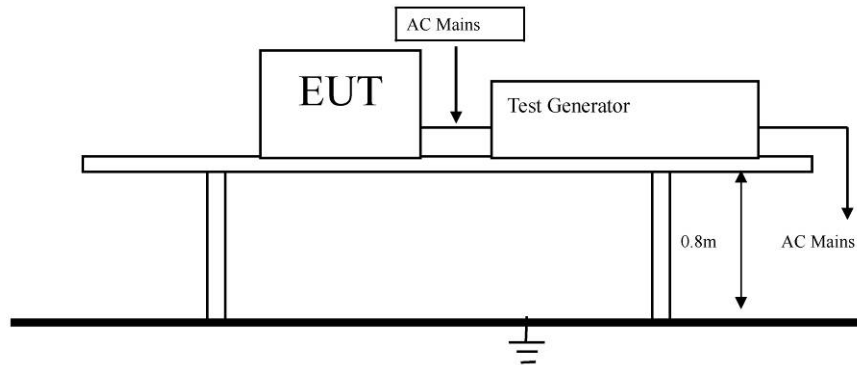 AC Mains
EUT
Test Generator
0.8m
AC Mains